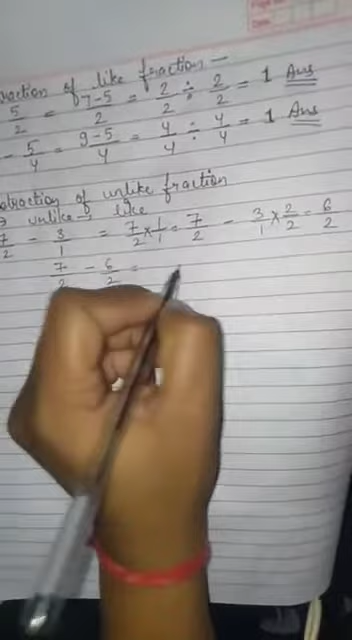 of like fraction –
5/2 = 7-5/2 = 2/2 ÷ 2/2 = 1 Ans
- 5/4 = 9-5/4 = 4/4 ÷ 4/4 = 1 Ans
of unlike fraction
→ unlike like
7/2 - 3/1 = 7/2 × 1/1 = 7/2 - 3/1 × 2/2 = 6/2
7/2 - 6/2 =